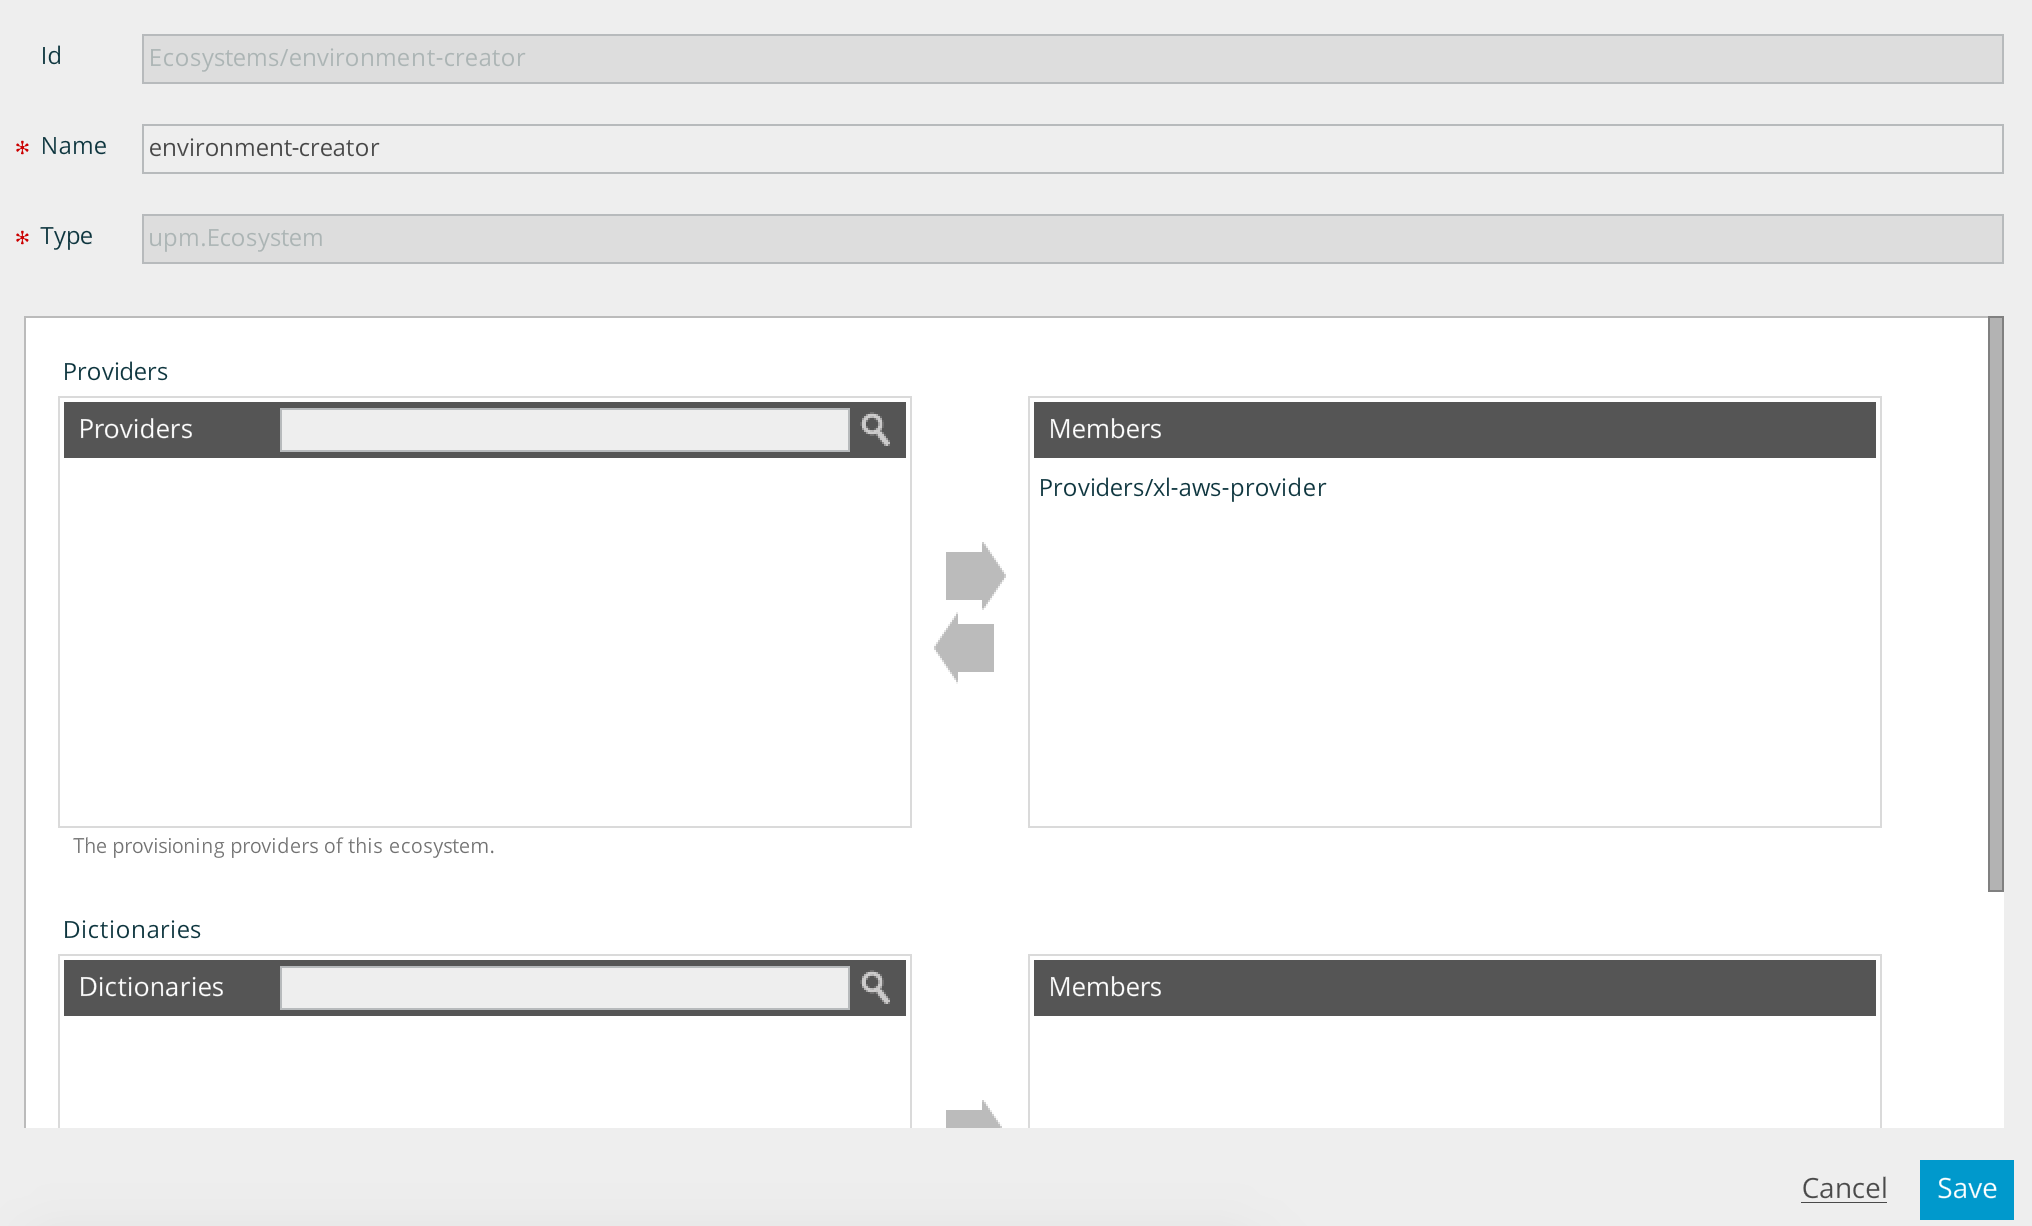 Id
Ecosystems/environment-creator
* Name
environment-creator
* Type
upm.Ecosystem
Providers
Providers
Members
Providers/xl-aws-provider
The provisioning providers of this ecosystem.
Dictionaries
Dictionaries
Members
Cancel
Save